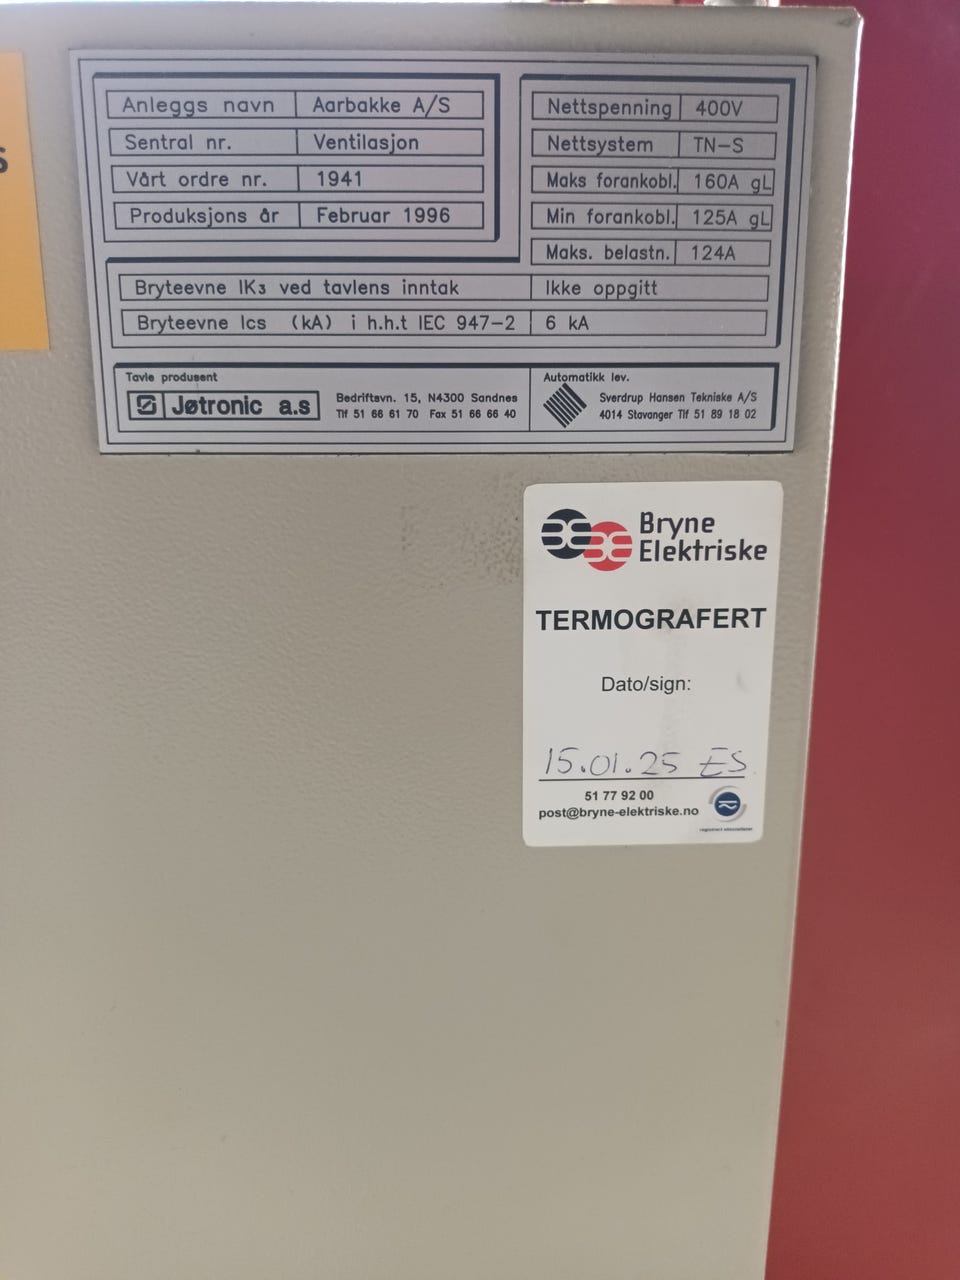 Anleggs navn Aarbakke A/S
Sentral nr. Ventilasjon
Vårt ordre nr. 1941
Produksjons år Februar 1996
Nettspenning 400V
Nettsystem TN-S
Maks forankobl. 160A gL
Min forankobl. 125A gL
Maks. belastn. 124A
Bryteevne IK3 ved tavlens inntak Ikke oppgitt
Bryteevne Ics (kA) i h.h.t IEC 947-2 6 kA
Tavle produsent
Jøtronic a.s
Bedriftsvn. 15, N4300 Sandnes
Tlf 51 66 61 70 Fax 51 66 66 40
Automatikk lev.
Sverdrup Hansen Tekniske A/S
4014 Stavanger Tlf 51 89 18 02
S
Bryne
Elektriske
TERMOGRAFERT
Dato/sign:
15.01.25 ES
51 77 92 00
post@bryne-elektriske.no